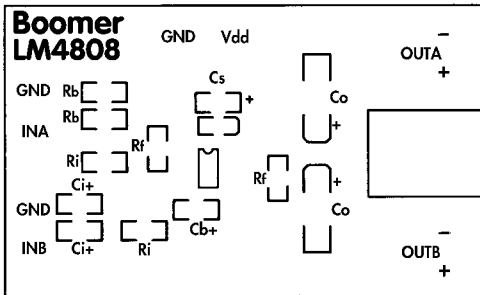 Boomer
LM4808
GND Vdd
OUTA
−
+
Cs
+
GND Rb
Rb
INA
Co
+
Rf
Ri
Ci+
Rf
+
Co
GND
Cb+
INB Ci+ Ri
OUTB
−
+